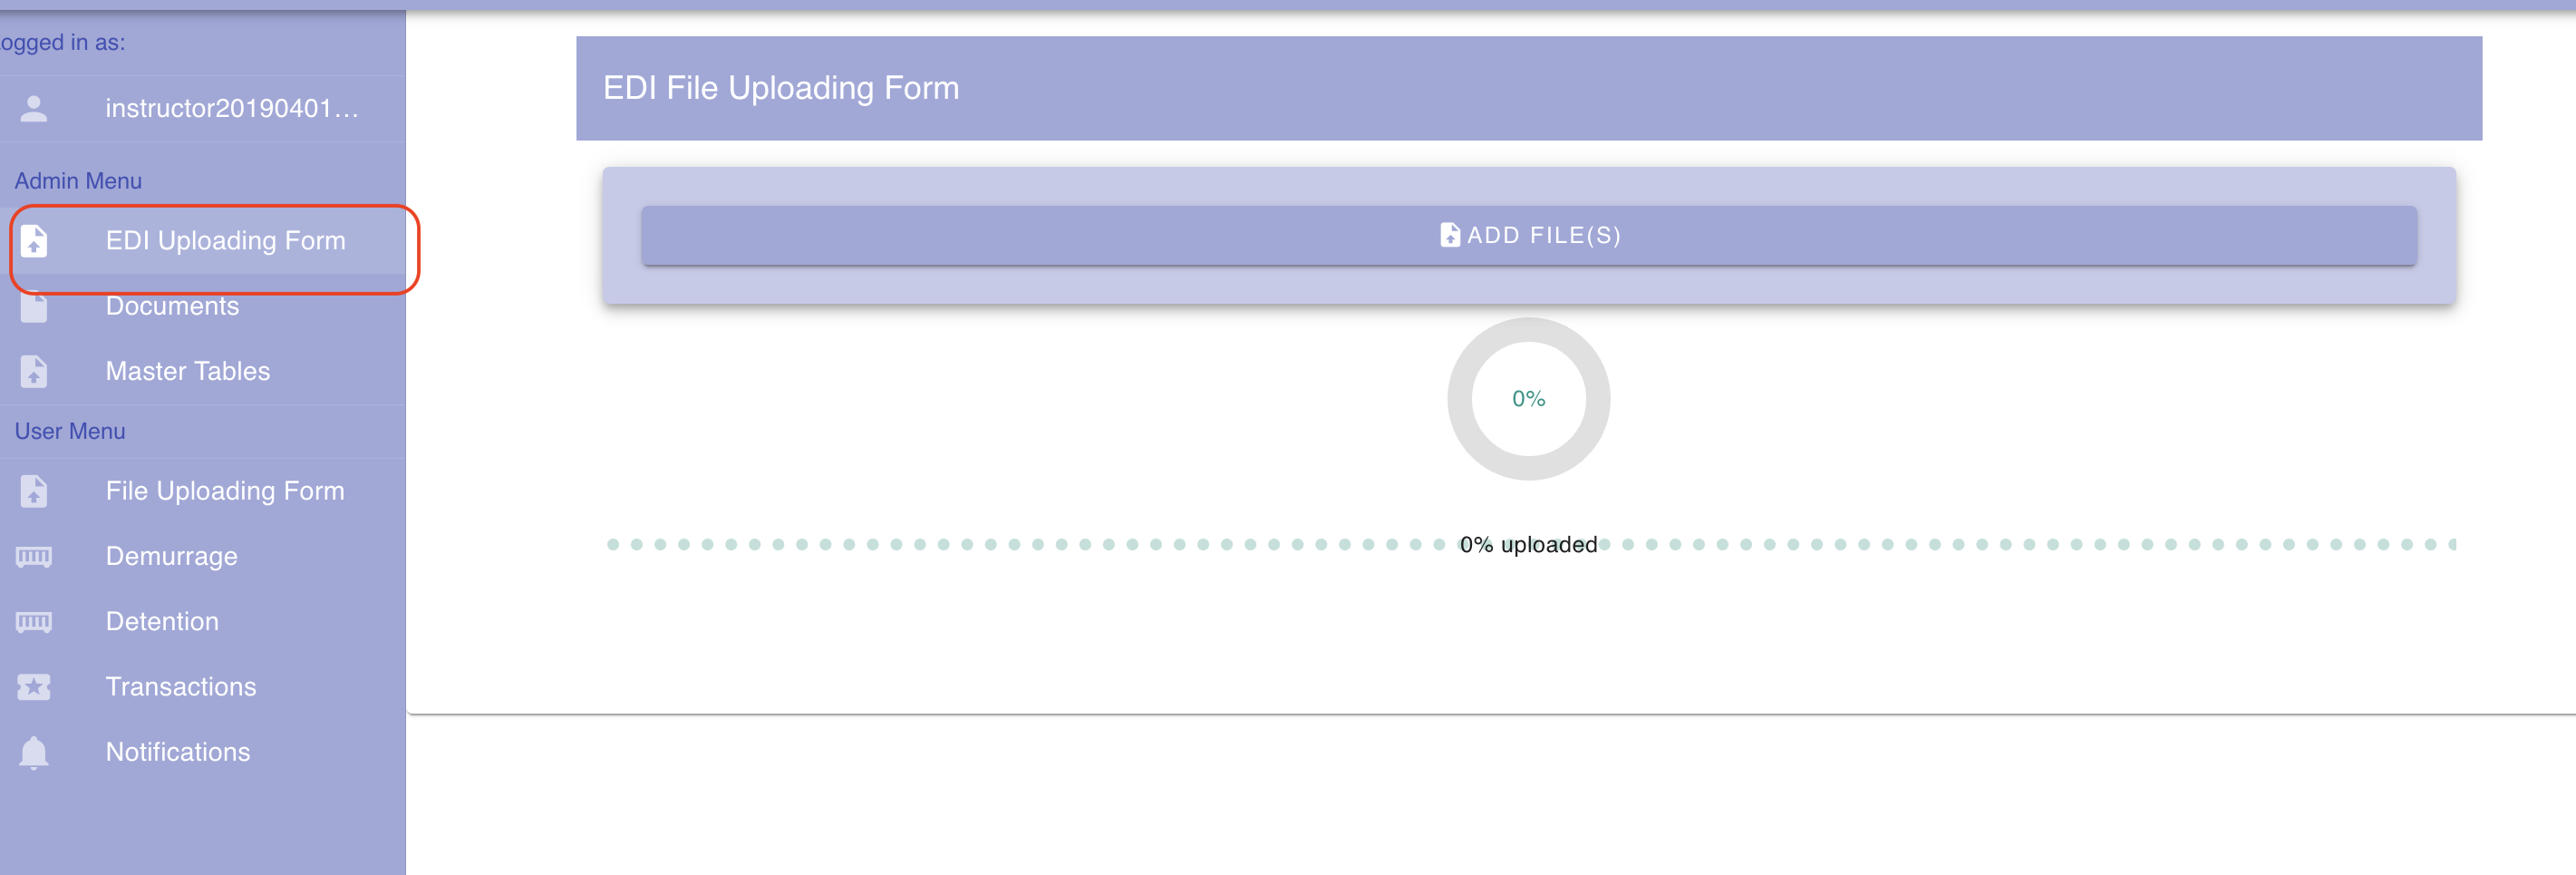 ogged in as:
instructor20190401...
Admin Menu
EDI Uploading Form
Documents
Master Tables
User Menu
File Uploading Form
Demurrage
Detention
Transactions
Notifications
EDI File Uploading Form
ADD FILE(S)
0%
0% uploaded